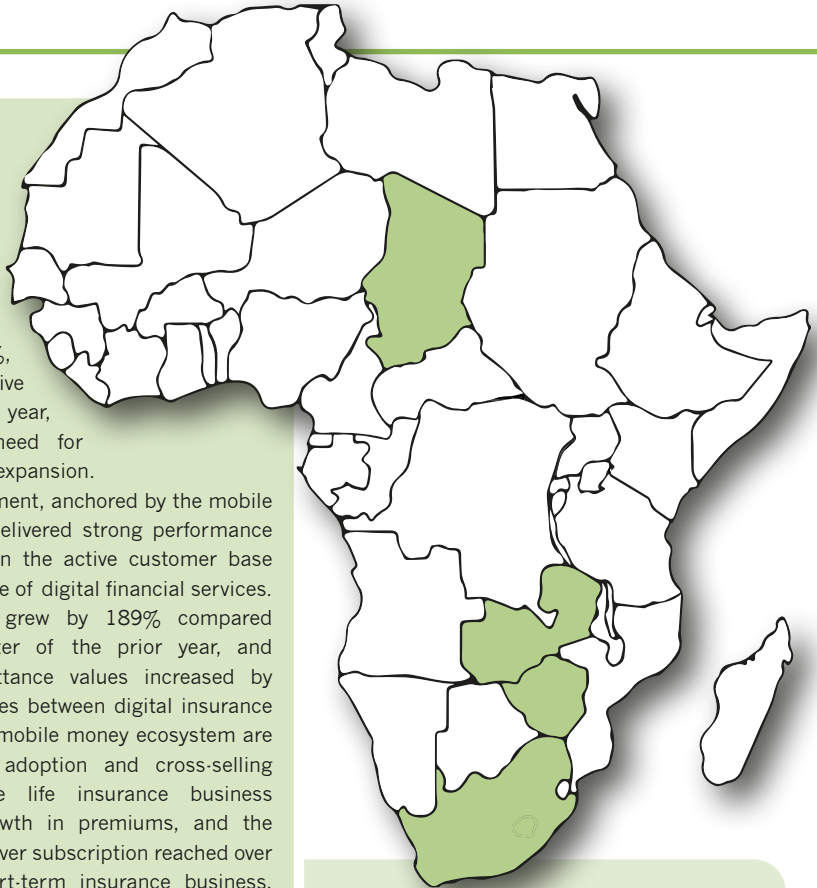 %,
ive
year,
need for
expansion.
ment, anchored by the mobile
elivered strong performance
n the active customer base
e of digital financial services.
grew by 189% compared
ter of the prior year, and
ttance values increased by
es between digital insurance
mobile money ecosystem are
adoption and cross-selling
e life insurance business
wth in premiums, and the
ver subscription reached over
rt-term insurance business,